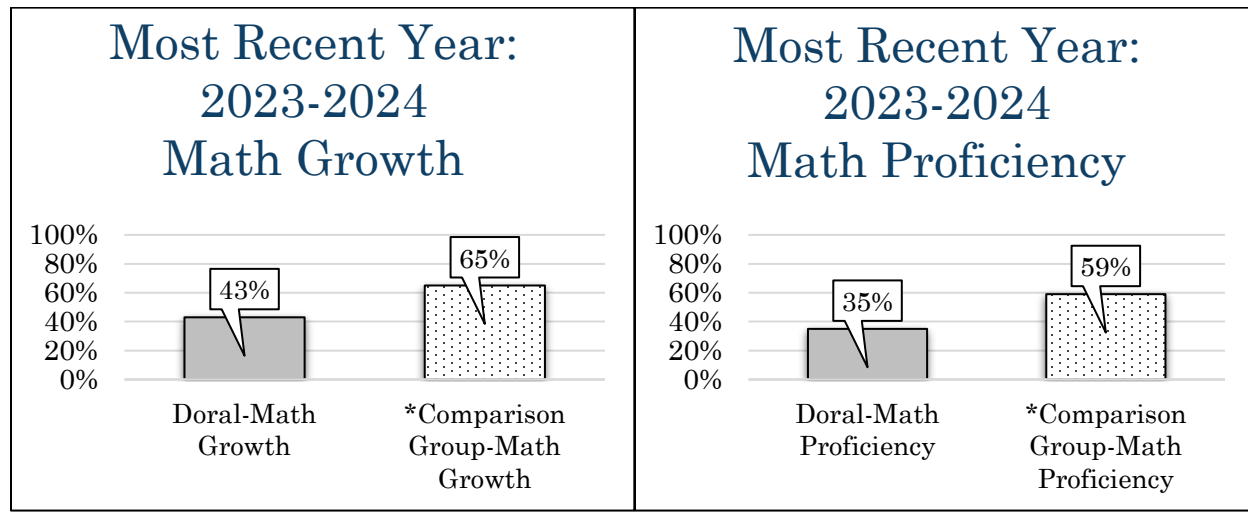 Most Recent Year:
2023-2024
Math Growth
100%
80%
60%
40%
20%
0%
43%
65%
Doral-Math
Growth
*Comparison
Group-Math
Growth
Most Recent Year:
2023-2024
Math Proficiency
100%
80%
60%
40%
20%
0%
35%
59%
Doral-Math
Proficiency
*Comparison
Group-Math
Proficiency